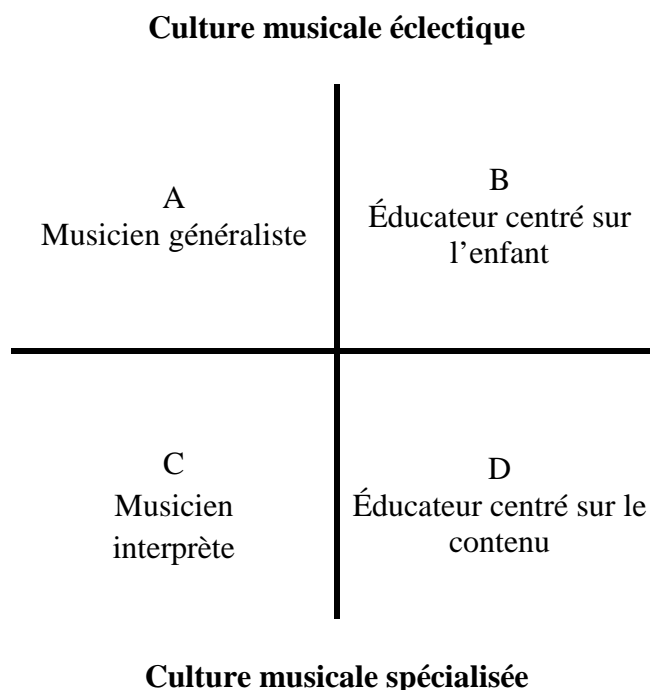 Culture musicale éclectique
A
Musicien généraliste
B
Éducateur centré sur
l’enfant
C
Musicien
interprète
D
Éducateur centré sur le
contenu
Culture musicale spécialisée